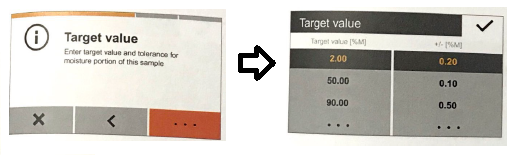 Target value
Enter target value and tolerance for
moisture portion of this sample
Target value
Target value [%M] +/- [%M]
2.00 0.20
50.00 0.10
90.00 0.50
... ...